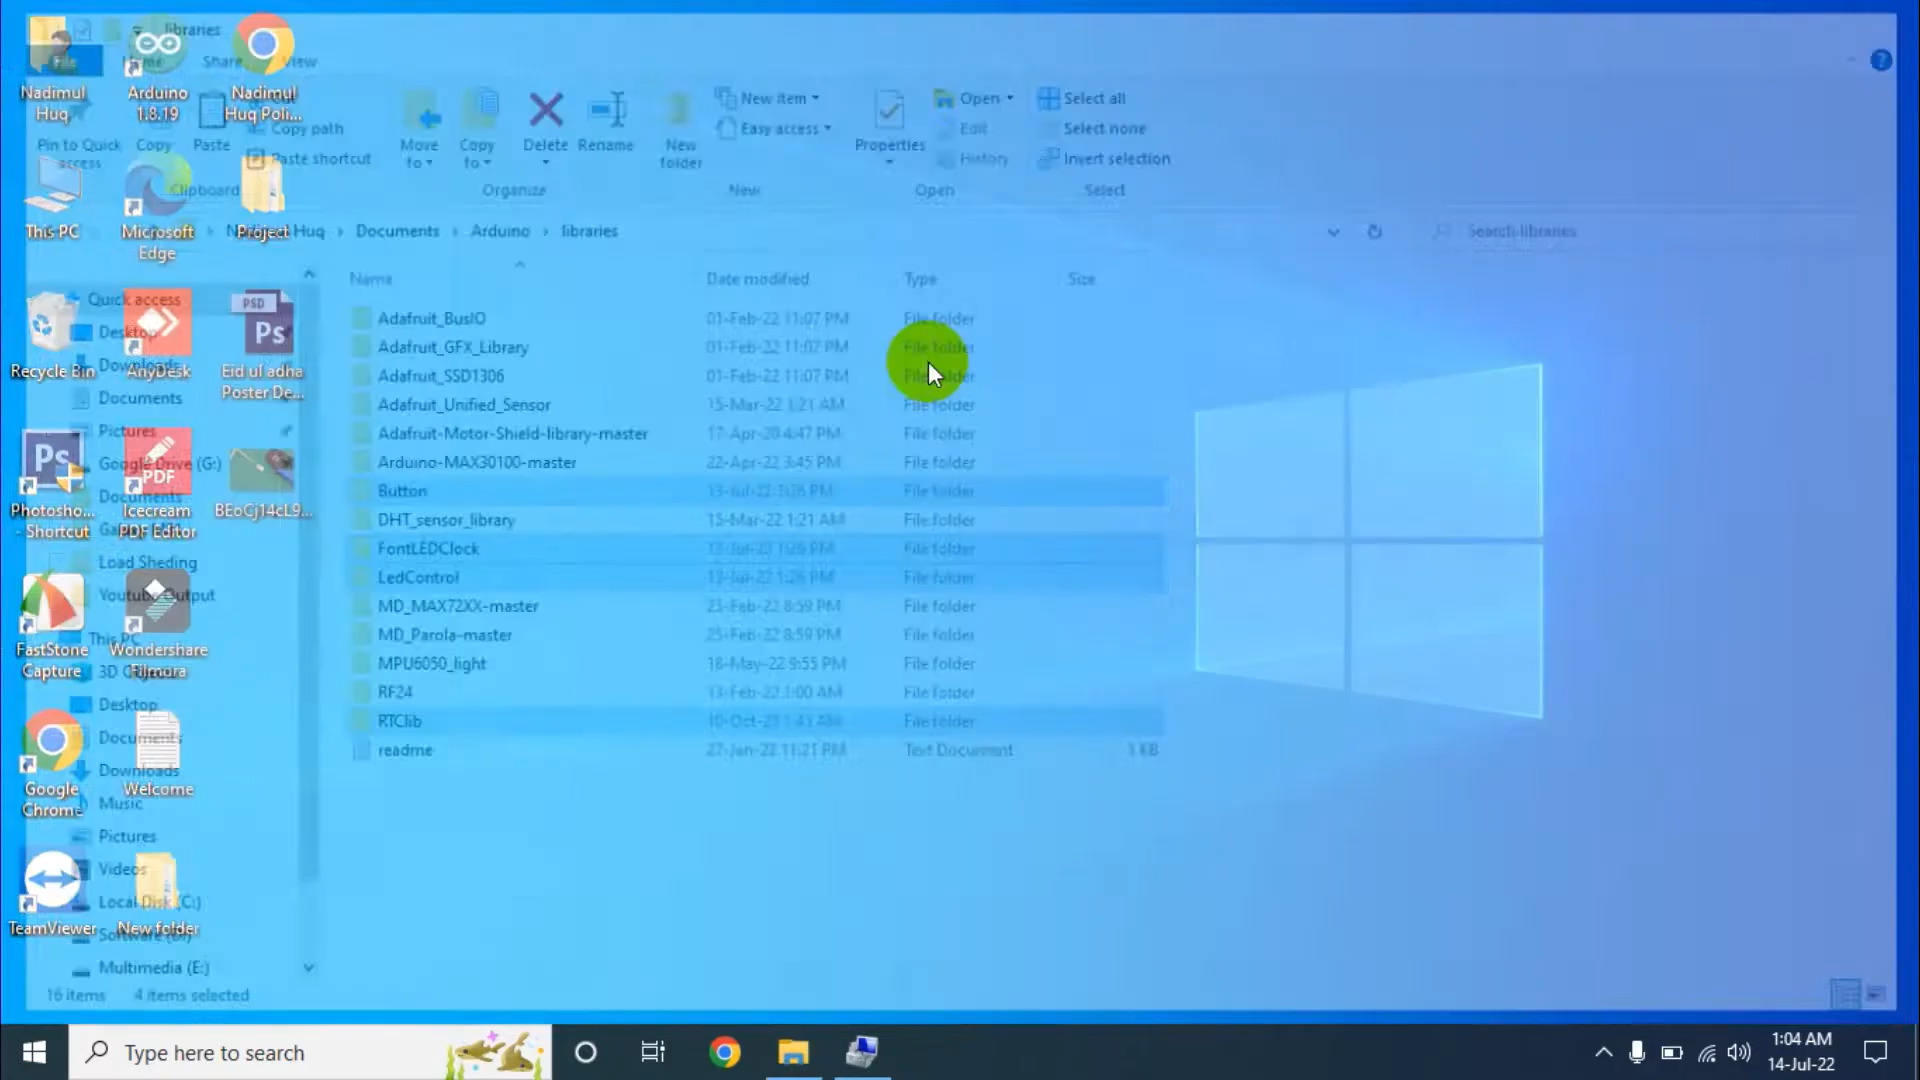 libraries
File
Home
Share
View
Nadimul
Huq
Arduino
1.8.19
Nadimul
Huq Poli...
Pin to Quick
access
Copy
Paste
Copy path
Paste shortcut
Move
to
Copy
to
Delete
Rename
New
folder
New item
Easy access
Properties
Open
Edit
History
Select all
Select none
Invert selection
Clipboard
Organize
New
Open
Select
This PC
Microsoft
Edge
Project
Huq
Documents
Arduino
libraries
Search libraries
Name
Date modified
Type
Size
Adafruit_BusIO 01-Feb-22 11:07 PM File folder
Adafruit_GFX_Library 01-Feb-22 11:07 PM File folder
Adafruit_SSD1306 01-Feb-22 11:07 PM File folder
Adafruit_Unified_Sensor 15-Mar-22 1:21 AM File folder
Adafruit-Motor-Shield-library-master 17-Apr-20 4:47 PM File folder
Arduino-MAX30100-master 22-Apr-22 3:45 PM File folder
Button 13-Jul-22 1:26 PM File folder
DHT_sensor_library 15-Mar-22 1:21 AM File folder
FontLEDClock 13-Jul-22 1:26 PM File folder
LedControl 13-Jul-22 1:26 PM File folder
MD_MAX72XX-master 25-Feb-22 8:59 PM File folder
MD_Parola-master 25-Feb-22 8:59 PM File folder
MPU6050_light 18-May-22 9:55 PM File folder
RF24 13-Feb-22 1:00 AM File folder
RTClib File folder
readme 27-Jan-22 11:21 PM Text Document 1 KB
Quick access
Desktop
Downloads
Documents
Pictures
Google Drive (G:)
Documents
Load Sheding
Youtube Output
This PC
Desktop
Documents
Downloads
Music
Pictures
Videos
Local Disk (C:)
Multimedia (E:)
Recycle Bin
AnyDesk
PSD
Ps
Eid ul adha
Poster De...
Ps
Photosho...
- Shortcut
PDF
Icecream
PDF Editor
BEoCj14cL9...
FastStone
Capture
Wondershare
Filmora
Google
Chrome
Welcome
TeamViewer
New folder
16 items
4 items selected
Type here to search
1:04 AM
14-Jul-22